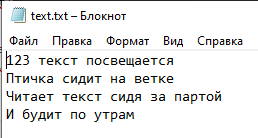 text.txt – Блокнот
Файл Правка Формат Вид Справка
123 текст посвещается
Птичка сидит на ветке
Читает текст сидя за партой
И будит по утрам